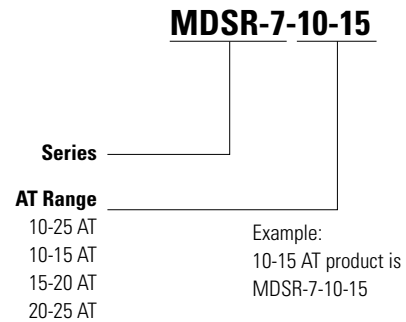 MDSR-7-10-15
Series
AT Range
10-25 AT
10-15 AT
15-20 AT
20-25 AT
Example:
10-15 AT product is
MDSR-7-10-15